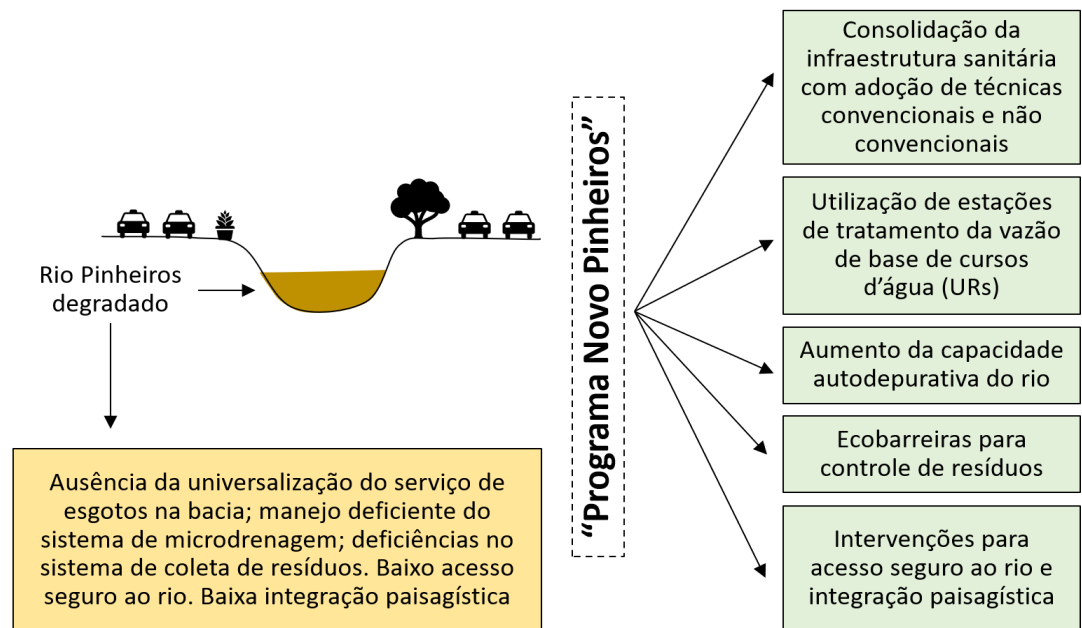 Rio Pinheiros
degradado
Ausência da universalização do serviço de
esgotos na bacia; manejo deficiente do
sistema de microdrenagem; deficiências no
sistema de coleta de resíduos. Baixo acesso
seguro ao rio. Baixa integração paisagística
“Programa Novo Pinheiros”
Consolidação da
infraestrutura sanitária
com adoção de técnicas
convencionais e não
convencionais
Utilização de estações
de tratamento da vazão
de base de cursos
d’água (URs)
Aumento da capacidade
autodepurativa do rio
Ecobarreiras para
controle de resíduos
Intervenções para
acesso seguro ao rio e
integração paisagística